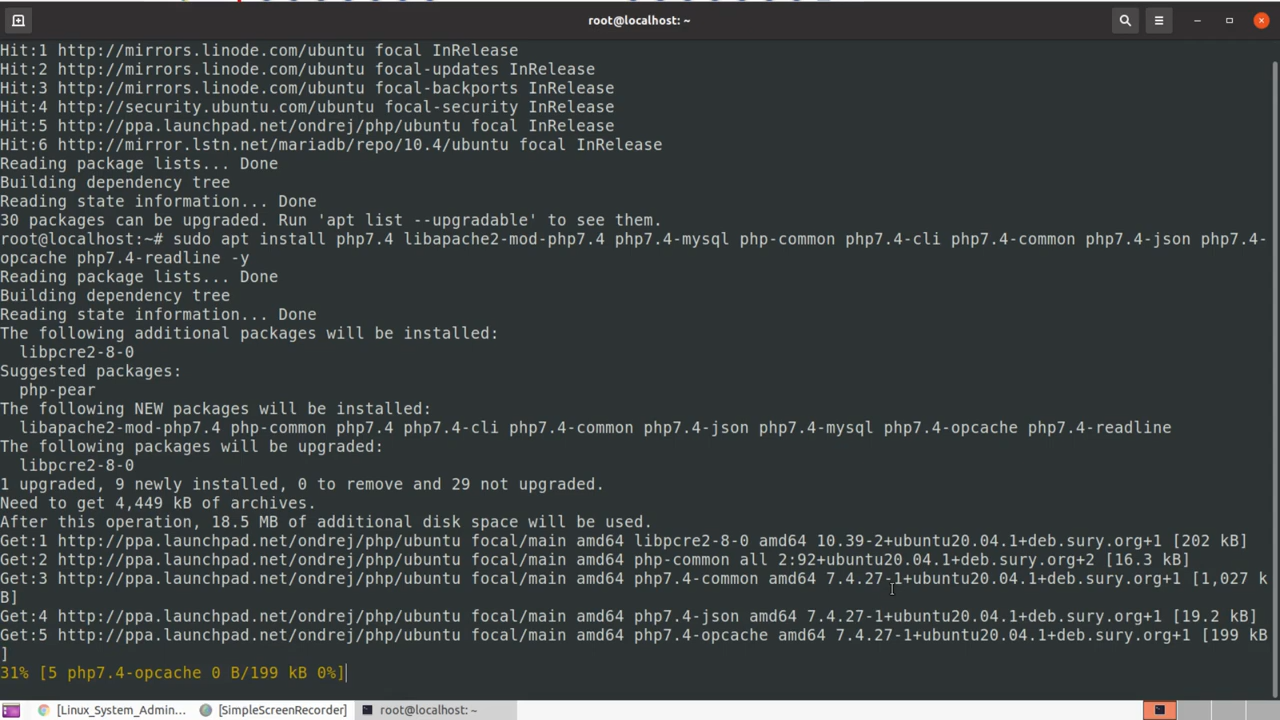 root@localhost: ~
Hit:1 http://mirrors.linode.com/ubuntu focal InRelease
Hit:2 http://mirrors.linode.com/ubuntu focal-updates InRelease
Hit:3 http://mirrors.linode.com/ubuntu focal-backports InRelease
Hit:4 http://security.ubuntu.com/ubuntu focal-security InRelease
Hit:5 http://ppa.launchpad.net/ondrej/php/ubuntu focal InRelease
Hit:6 http://mirror.lstn.net/mariadb/repo/10.4/ubuntu focal InRelease
Reading package lists... Done
Building dependency tree
Reading state information... Done
30 packages can be upgraded. Run 'apt list --upgradable' to see them.
root@localhost:~# sudo apt install php7.4 libapache2-mod-php7.4 php7.4-mysql php-common php7.4-cli php7.4-common php7.4-json php7.4-
opcache php7.4-readline -y
Reading package lists... Done
Building dependency tree
Reading state information... Done
The following additional packages will be installed:
  libpcre2-8-0
Suggested packages:
  php-pear
The following NEW packages will be installed:
  libapache2-mod-php7.4 php-common php7.4 php7.4-cli php7.4-common php7.4-json php7.4-mysql php7.4-opcache php7.4-readline
The following packages will be upgraded:
  libpcre2-8-0
1 upgraded, 9 newly installed, 0 to remove and 29 not upgraded.
Need to get 4,449 kB of archives.
After this operation, 18.5 MB of additional disk space will be used.
Get:1 http://ppa.launchpad.net/ondrej/php/ubuntu focal/main amd64 libpcre2-8-0 amd64 10.39-2+ubuntu20.04.1+deb.sury.org+1 [202 kB]
Get:2 http://ppa.launchpad.net/ondrej/php/ubuntu focal/main amd64 php-common all 2:92+ubuntu20.04.1+deb.sury.org+2 [16.3 kB]
Get:3 http://ppa.launchpad.net/ondrej/php/ubuntu focal/main amd64 php7.4-common amd64 7.4.27-1+ubuntu20.04.1+deb.sury.org+1 [1,027 k
B]
Get:4 http://ppa.launchpad.net/ondrej/php/ubuntu focal/main amd64 php7.4-json amd64 7.4.27-1+ubuntu20.04.1+deb.sury.org+1 [19.2 kB]
Get:5 http://ppa.launchpad.net/ondrej/php/ubuntu focal/main amd64 php7.4-opcache amd64 7.4.27-1+ubuntu20.04.1+deb.sury.org+1 [199 kB
]
31% [5 php7.4-opcache 0 B/199 kB 0%]
[Linux_System_Admin... [SimpleScreenRecorder] root@localhost: ~